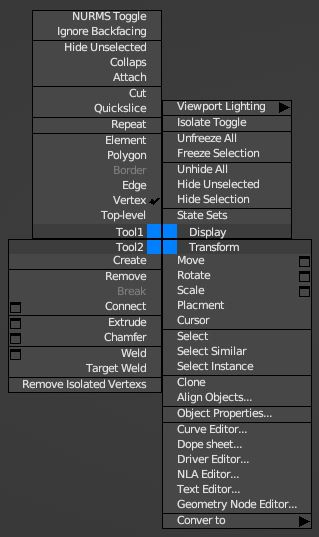 NURMS Toggle
Ignore Backfacing
Hide Unselected
Collaps
Attach
Cut
Quickslice
Repeat
Element
Polygon
Border
Edge
Vertex
Top-level
Tool1
Viewport Lighting
Isolate Toggle
Unfreeze All
Freeze Selection
Unhide All
Hide Unselected
Hide Selection
State Sets
Display
Tool2
Create
Remove
Break
Connect
Extrude
Chamfer
Weld
Target Weld
Remove Isolated Vertexs
Transform
Move
Rotate
Scale
Placment
Cursor
Select
Select Similar
Select Instance
Clone
Align Objects...
Object Properties...
Curve Editor...
Dope sheet...
Driver Editor...
NLA Editor...
Text Editor...
Geometry Node Editor...
Conver to